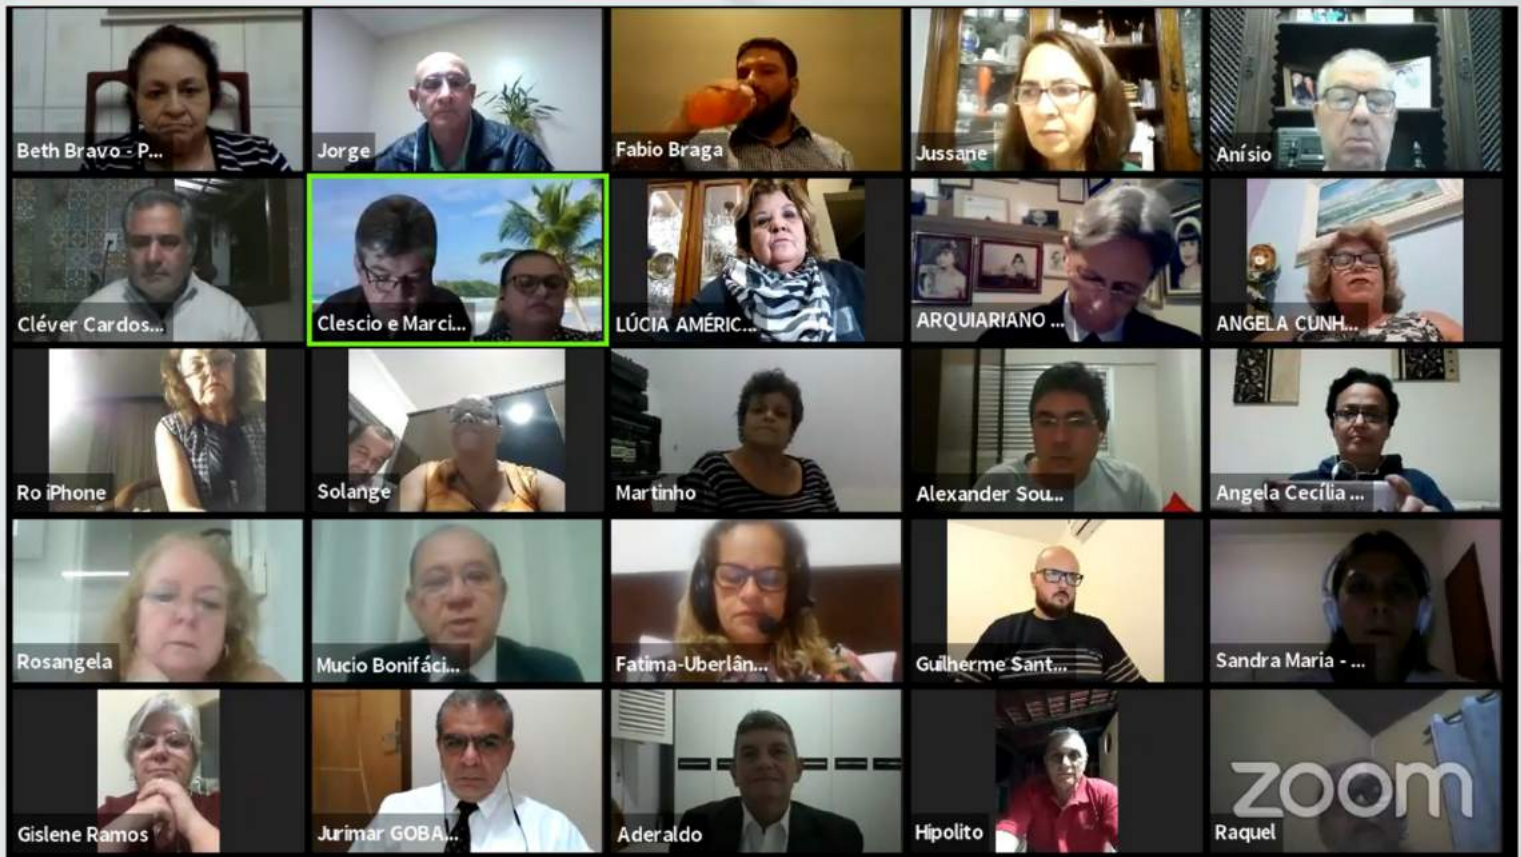 Beth Bravo - P...
Jorge
Fabio Braga
Jussane
Anísio
Cléver Cardos...
Clescio e Marci...
LÚCIA AMÉRIC...
ARQUIARIANO ...
ANGELA CUNH...
Ro iPhone
Solange
Martinho
Alexander Sou...
Angela Cecília ...
Rosangela
Mucio Bonifáci...
Fatima-Uberlân...
Guilherme Sant...
Sandra Maria - ...
Gislene Ramos
Jurimar GOBA...
Aderaldo
Hipolito
Raquel
zoom